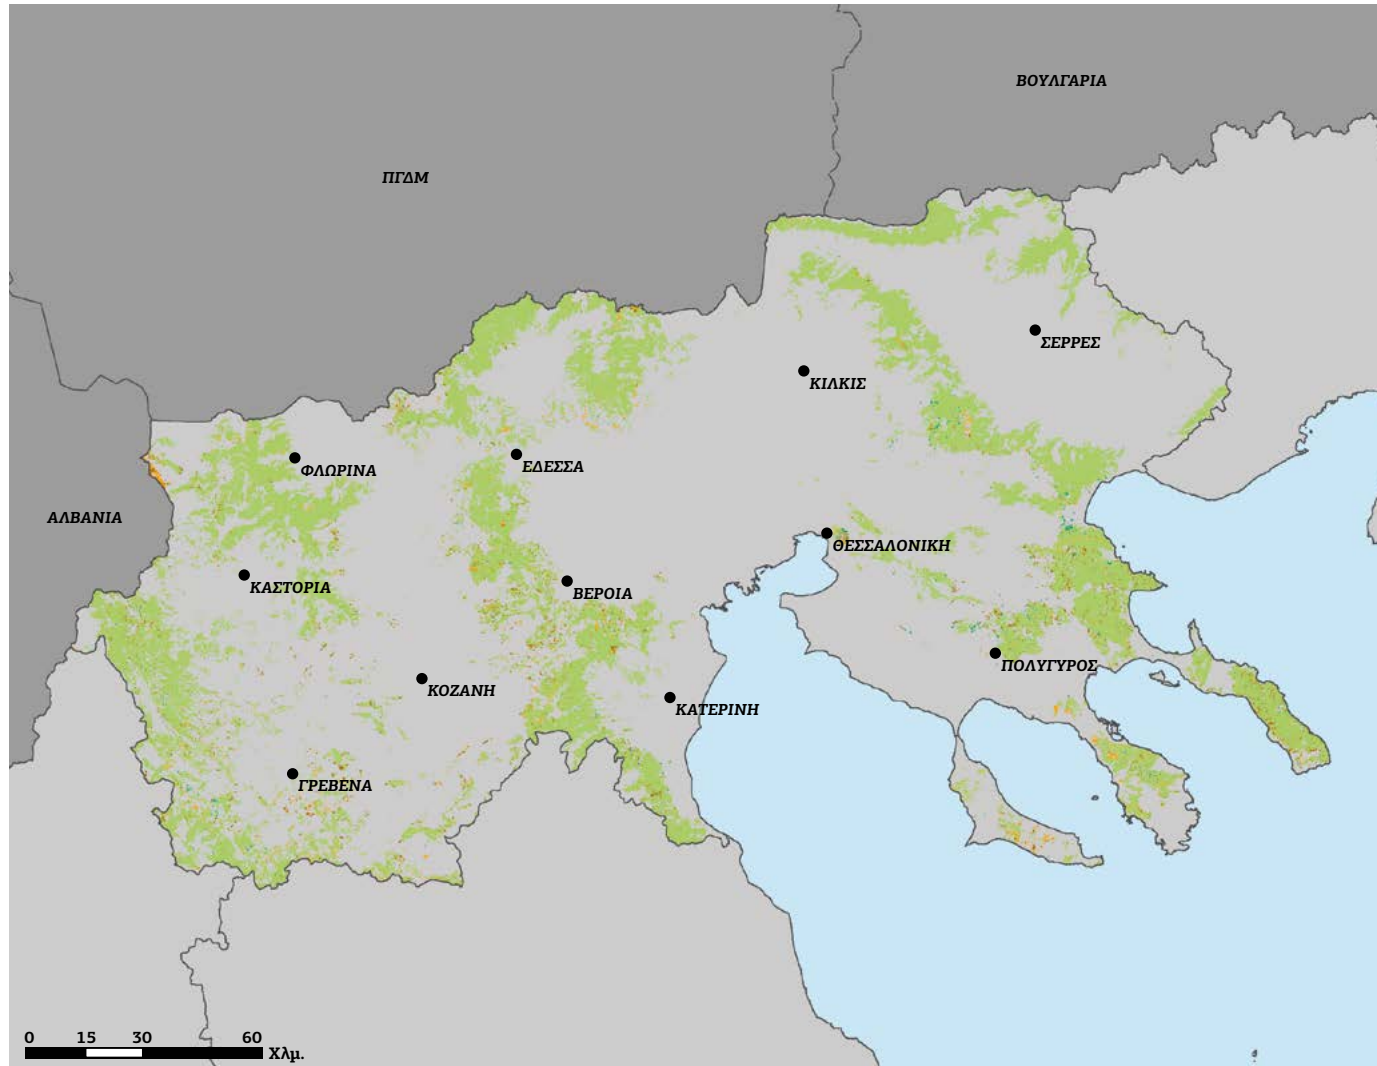 ΒΟΥΛΓΑΡΙΑ
ΠΓΔΜ
ΣΕΡΡΕΣ
ΚΙΛΚΙΣ
ΦΛΩΡΙΝΑ
ΕΔΕΣΣΑ
ΑΛΒΑΝΙΑ
ΘΕΣΣΑΛΟΝΙΚΗ
ΚΑΣΤΟΡΙΑ
ΒΕΡΟΙΑ
ΠΟΛΥΓΥΡΟΣ
ΚΟΖΑΝΗ
ΚΑΤΕΡΙΝΗ
ΓΡΕΒΕΝΑ
0 15 30 60
Χλμ.